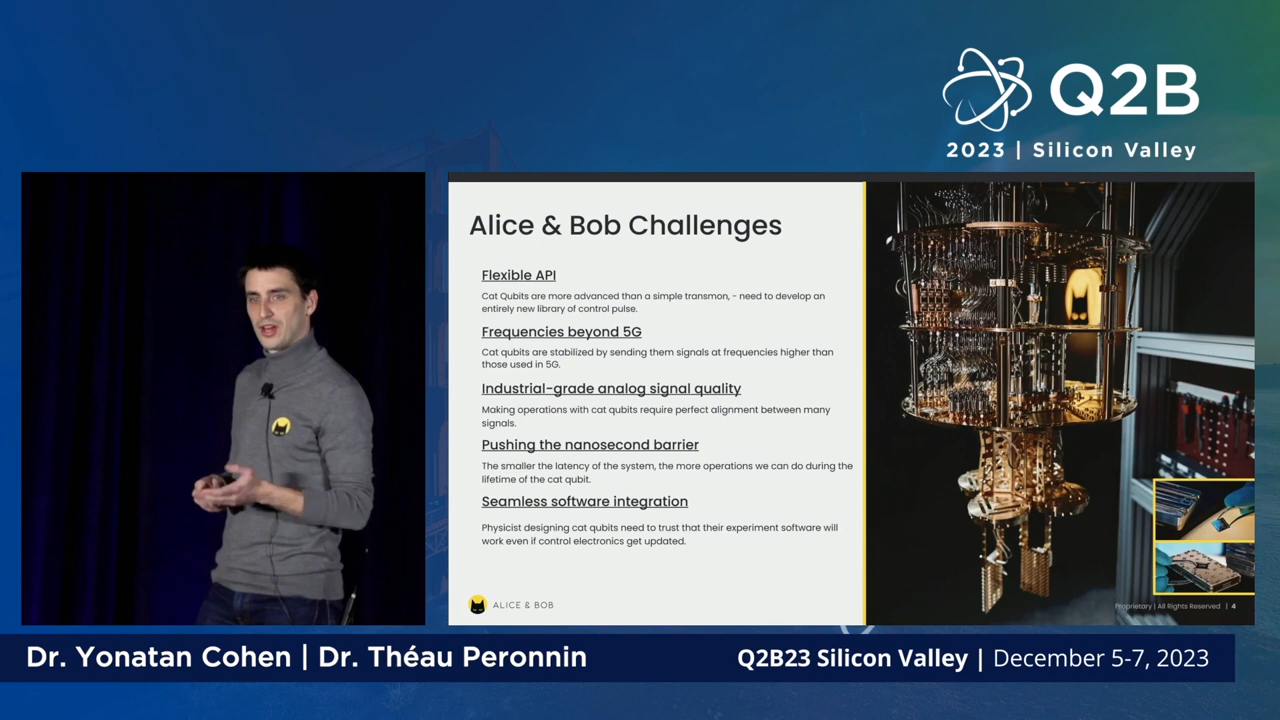 Q2B
2023 | Silicon Valley
Alice & Bob Challenges
Flexible API
Cat Qubits are more advanced than a simple transmon, - need to develop an
entirely new library of control pulse.
Frequencies beyond 5G
Cat qubits are stabilized by sending them signals at frequencies higher than
those used in 5G.
Industrial-grade analog signal quality
Making operations with cat qubits require perfect alignment between many
signals.
Pushing the nanosecond barrier
The smaller the latency of the system, the more operations we can do during the
lifetime of the cat qubit.
Seamless software integration
Physicist designing cat qubits need to trust that their experiment software will
work even if control electronics get updated.
ALICE & BOB
Proprietary | All Rights Reserved | 4
Dr. Yonatan Cohen | Dr. Théau Peronnin
Q2B23 Silicon Valley | December 5-7, 2023